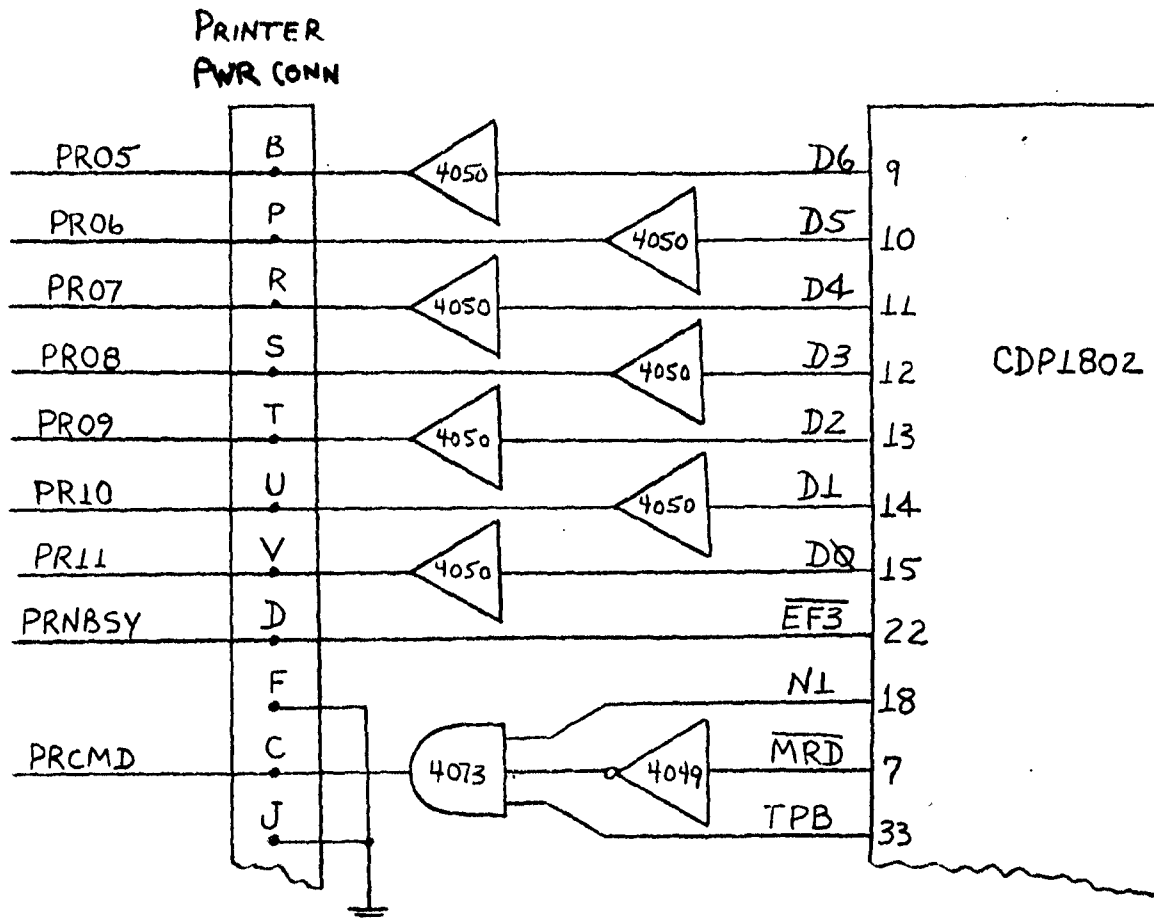 PRINTER
PWR CONN
PR05 B 4050 D6 9
PR06 P 4050 D5 10
PR07 R 4050 D4 11
PR08 S 4050 D3 12
CDP1802
PR09 T 4050 D2 13
PR10 U 4050 D1 14
PR11 V 4050 D0 15
PRNBSY D EF3 22
F N1 18
PRCMD C 4073 4049 MRD 7
J TPB 33